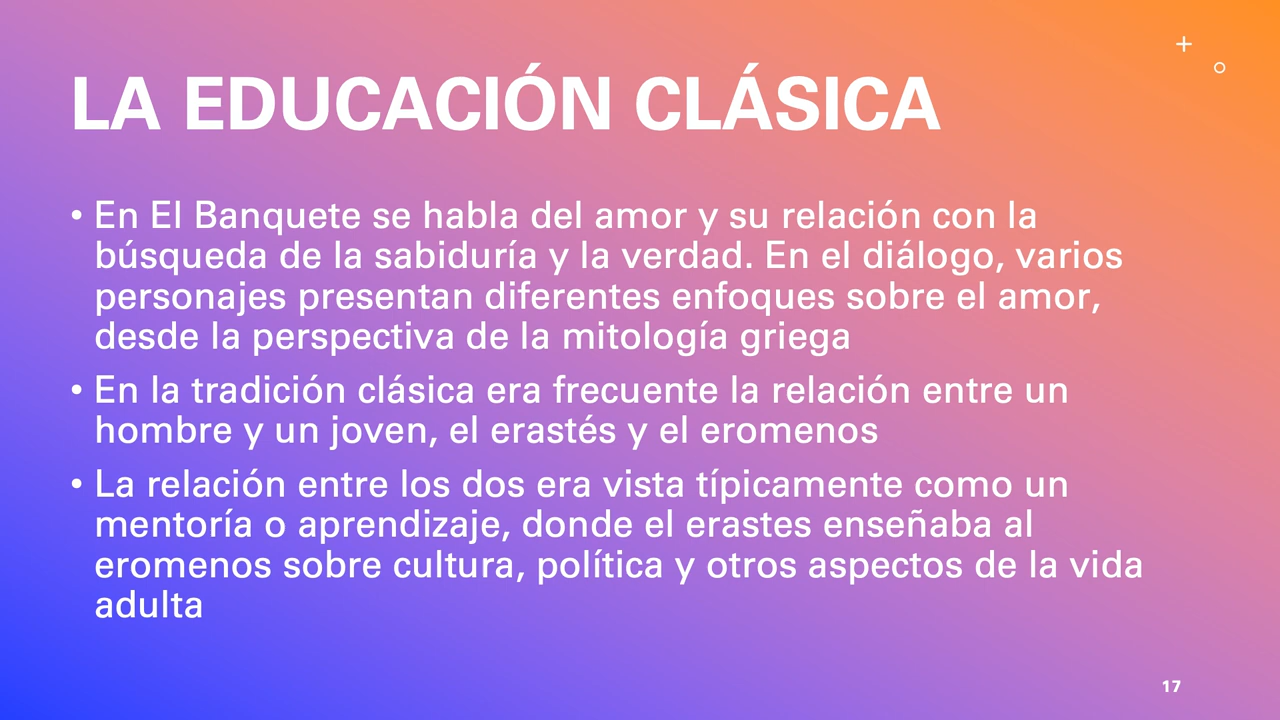 LA EDUCACIÓN CLÁSICA
• En El Banquete se habla del amor y su relación con la
búsqueda de la sabiduría y la verdad. En el diálogo, varios
personajes presentan diferentes enfoques sobre el amor,
desde la perspectiva de la mitología griega
• En la tradición clásica era frecuente la relación entre un
hombre y un joven, el erastés y el eromenos
• La relación entre los dos era vista típicamente como un
mentoría o aprendizaje, donde el erastes enseñaba al
eromenos sobre cultura, política y otros aspectos de la vida
adulta
17